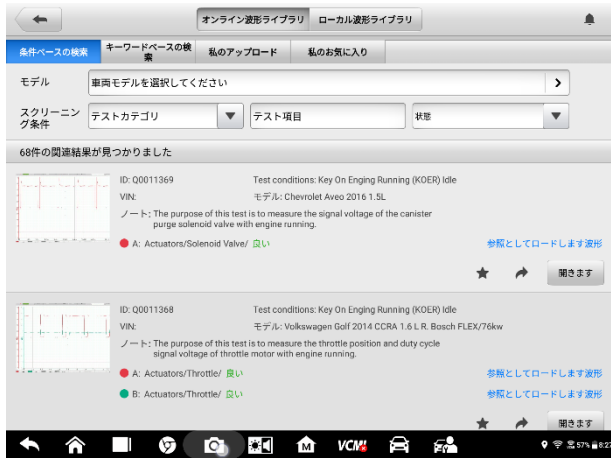 オンライン波形ライブラリ ローカル波形ライブラリ
条件ベースの検索 キーワードベースの検索 私のアップロード 私のお気に入り
モデル 車両モデルを選択してください
スクリーニング条件 テストカテゴリ テスト項目 状態
68件の関連結果が見つかりました
ID: Q0011369 Test conditions: Key On Enging Running (KOER) Idle
VIN: モデル: Chevrolet Aveo 2016 1.5L
ノート: The purpose of this test is to measure the signal voltage of the canister
purge solenoid valve with engine running.
A: Actuators/Solenoid Valve/ 良い 参照としてロードします波形
開きます
ID: Q0011368 Test conditions: Key On Enging Running (KOER) Idle
VIN: モデル: Volkswagen Golf 2014 CCRA 1.6 L R. Bosch FLEX/76kw
ノート: The purpose of this test is to measure the throttle position and duty cycle
signal voltage of throttle motor with engine running.
A: Actuators/Throttle/ 良い 参照としてロードします波形
B: Actuators/Throttle/ 良い 参照としてロードします波形
開きます
M VCMI 57% 8:27